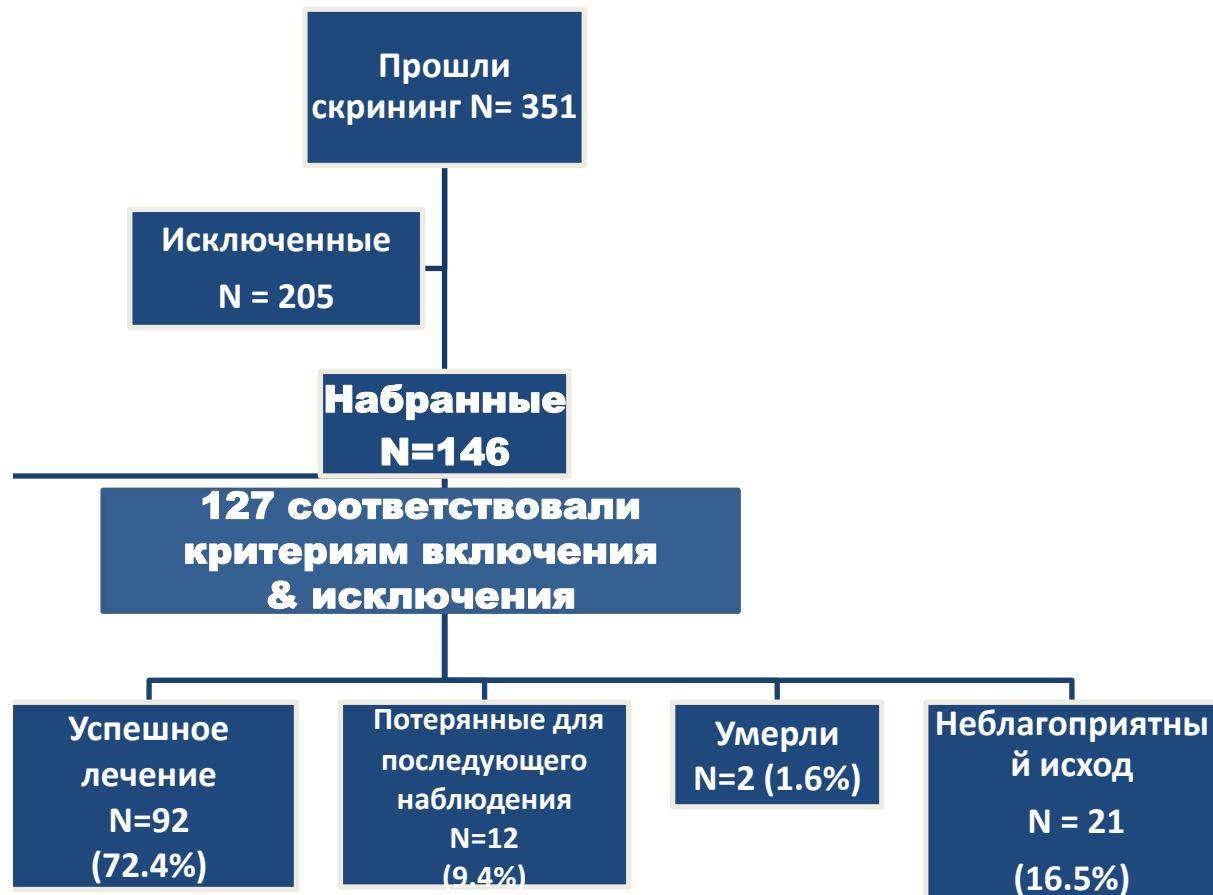 Прошли
скрининг N= 351
Исключенные
N = 205
Набранные
N=146
127 соответствовали
критериям включения
& исключения
Успешное
лечение
N=92
(72.4%)
Потерянные для
последующего
наблюдения
N=12
(9.4%)
Умерли
N=2 (1.6%)
Неблагоприятны
й исход
N = 21
(16.5%)